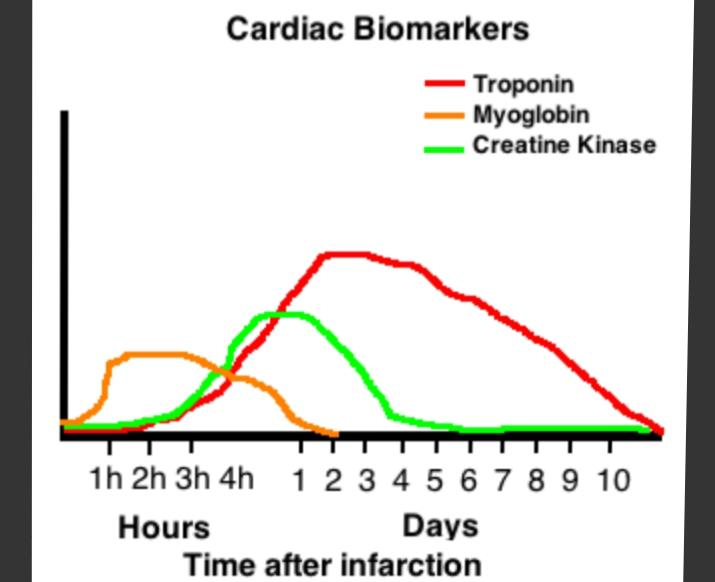 Cardiac Biomarkers
Troponin
Myoglobin
Creatine Kinase
1h 2h 3h 4h 1 2 3 4 5 6 7 8 9 10
Hours Days
Time after infarction